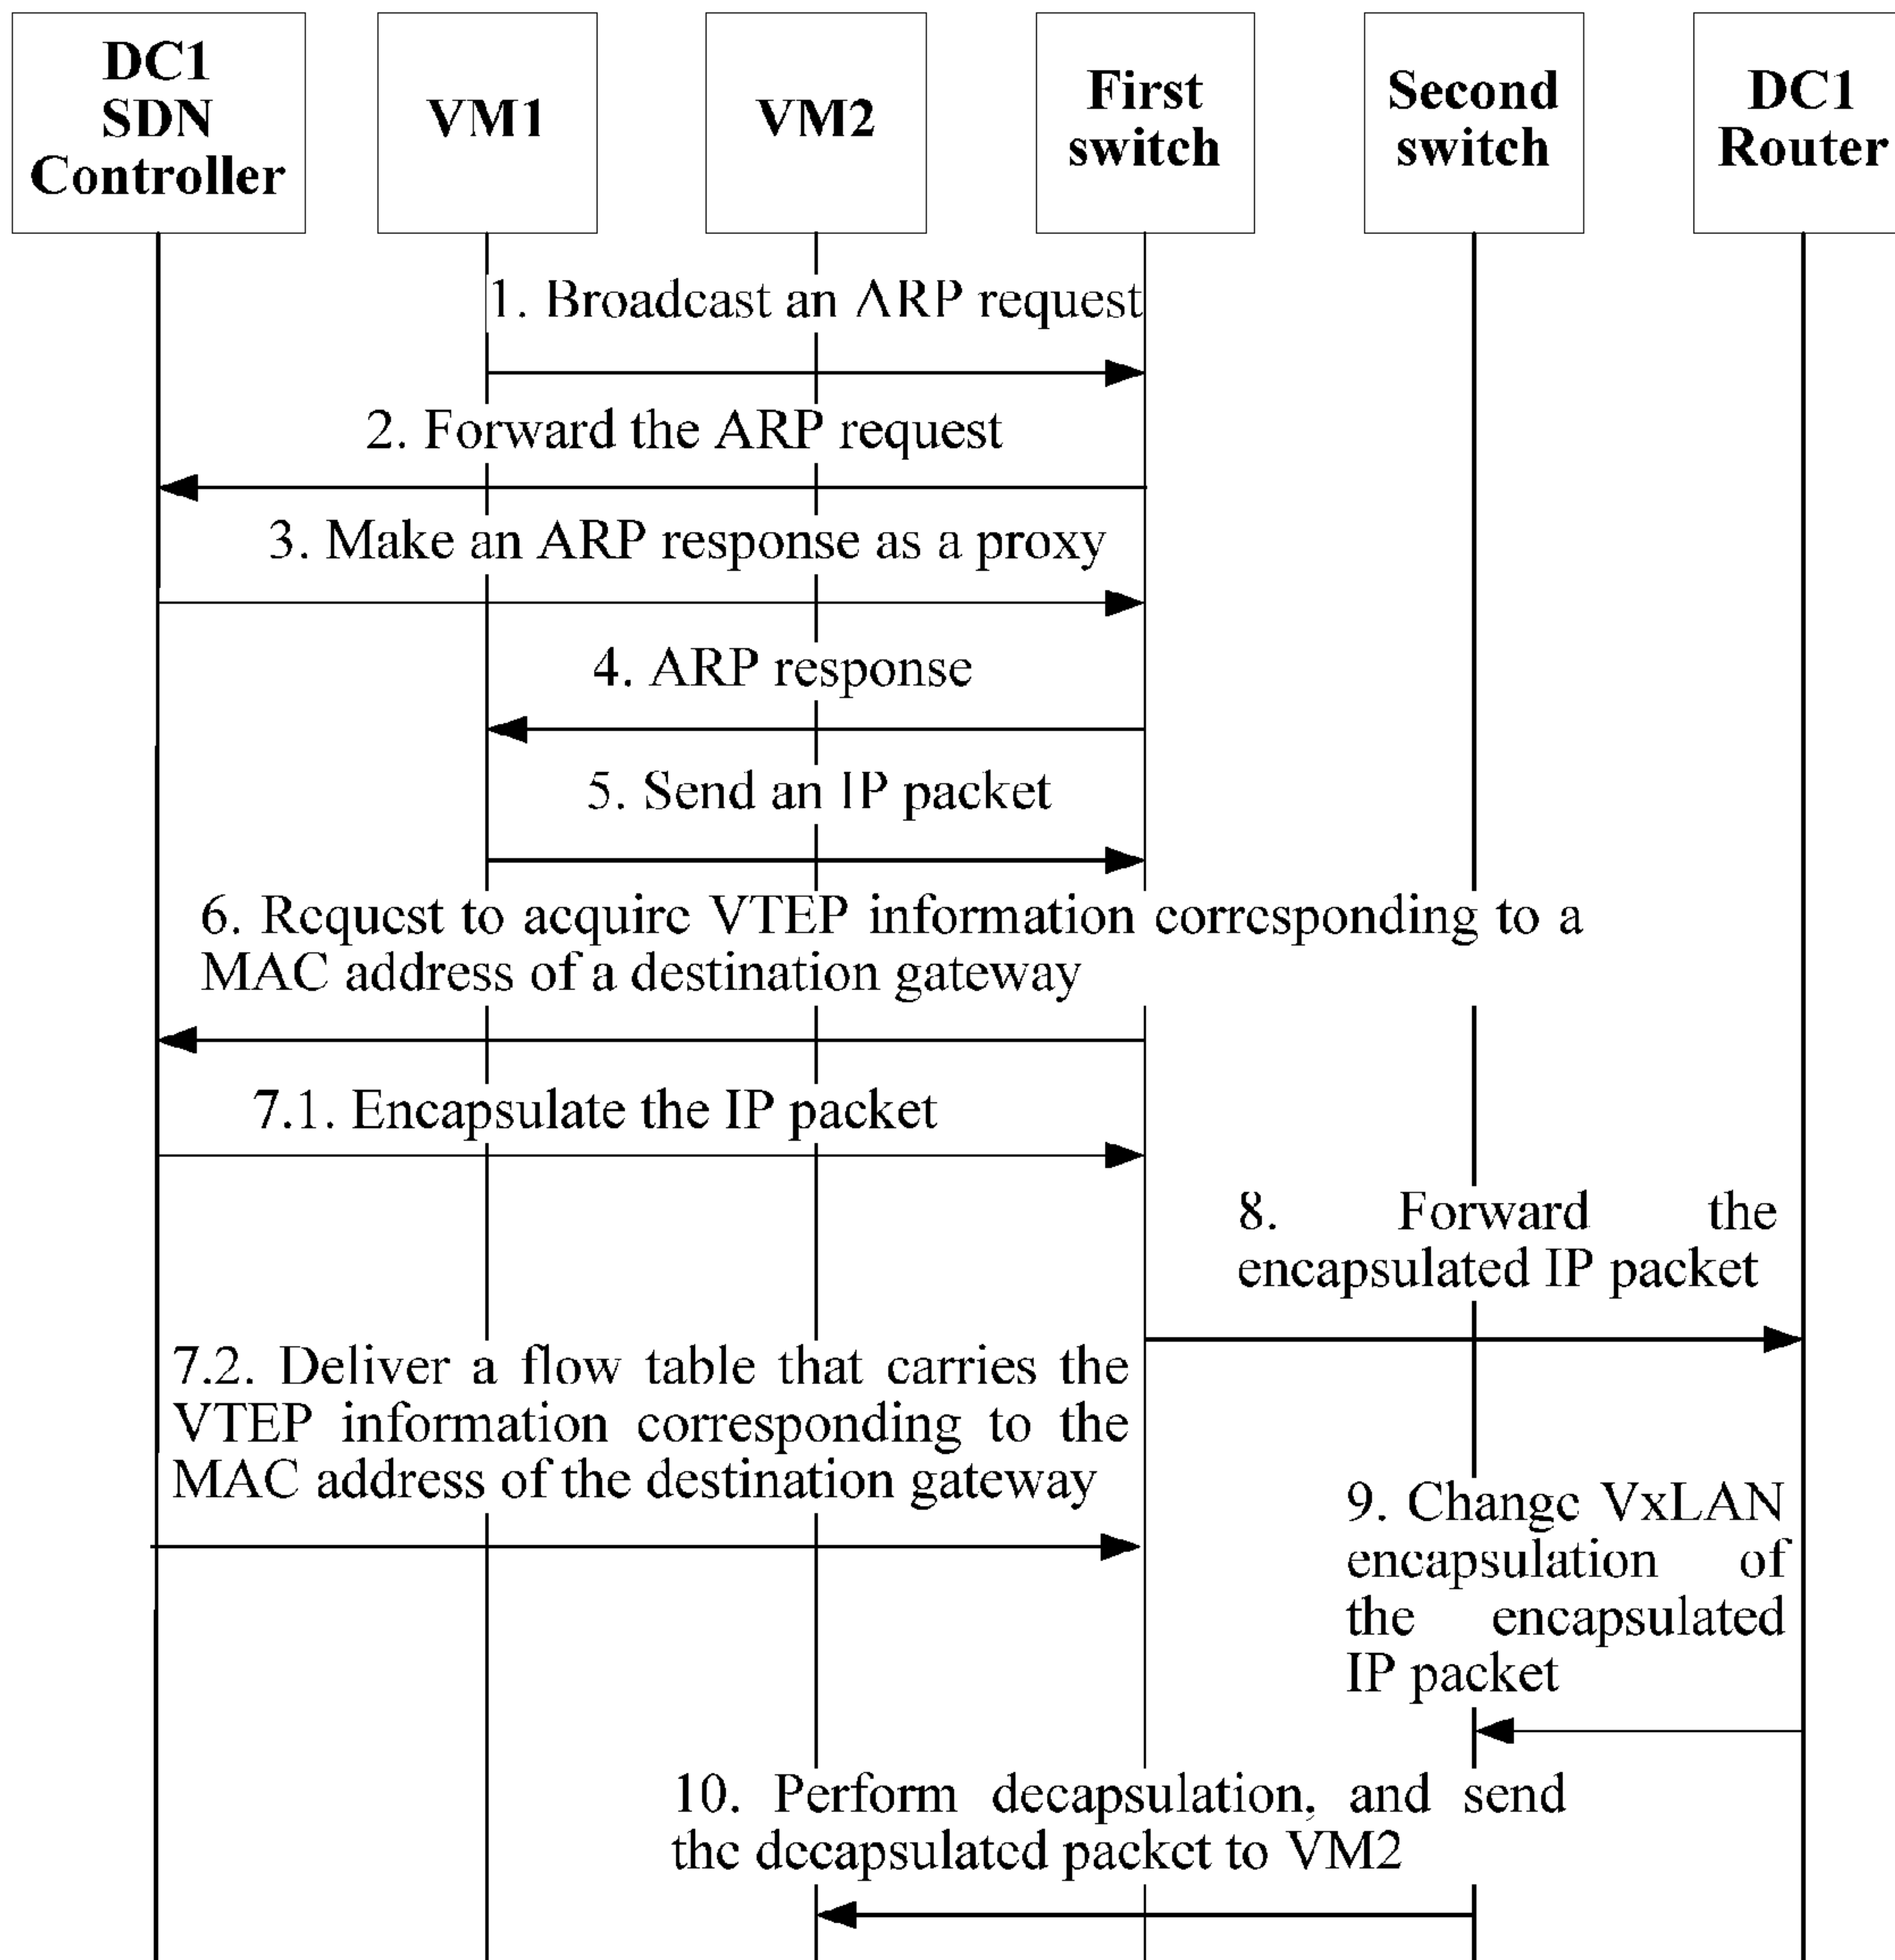 DC1
SDN
Controller
VM1
VM2
First
switch
Second
switch
DC1
Router
1. Broadcast an ARP request
2. Forward the ARP request
3. Make an ARP response as a proxy
4. ARP response
5. Send an IP packet
6. Request to acquire VTEP information corresponding to a
MAC address of a destination gateway
7.1. Encapsulate the IP packet
8. Forward the
encapsulated IP packet
7.2. Deliver a flow table that carries the
VTEP information corresponding to the
MAC address of the destination gateway
9. Change VxLAN
encapsulation of
the encapsulated
IP packet
10. Perform decapsulation, and send
the decapsulated packet to VM2